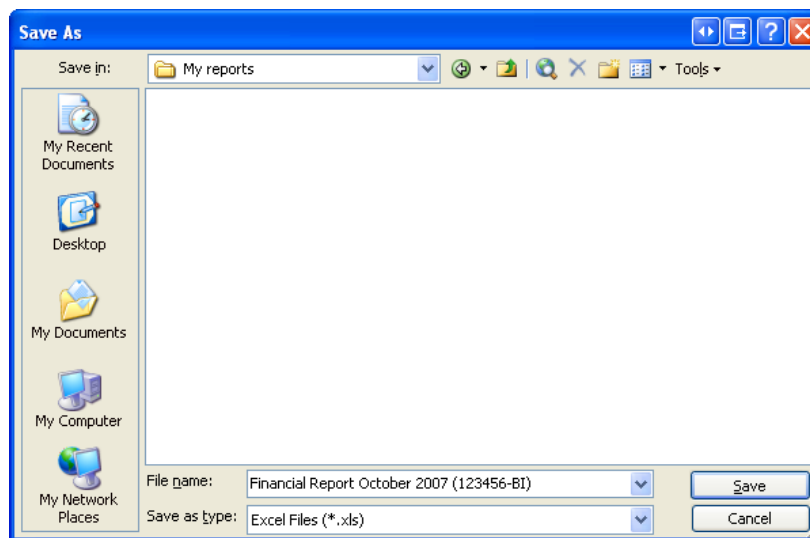 Save As
Save in:
My reports
Tools
My Recent
Documents
Desktop
My Documents
My Computer
My Network
Places
File name:
Financial Report October 2007 (123456-BI)
Save
Save as type:
Excel Files (*.xls)
Cancel